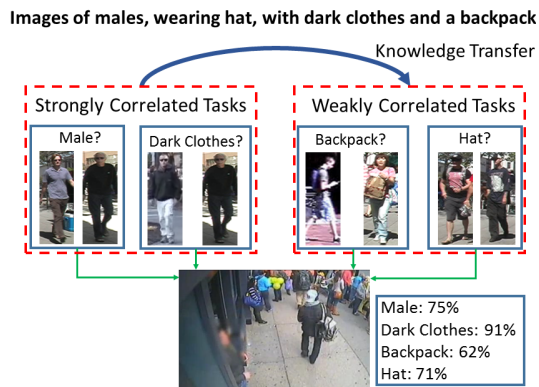 Images of males, wearing hat, with dark clothes and a backpack
Knowledge Transfer
Strongly Correlated Tasks
Weakly Correlated Tasks
Male?
Dark Clothes?
Backpack?
Hat?
Male: 75%
Dark Clothes: 91%
Backpack: 62%
Hat: 71%